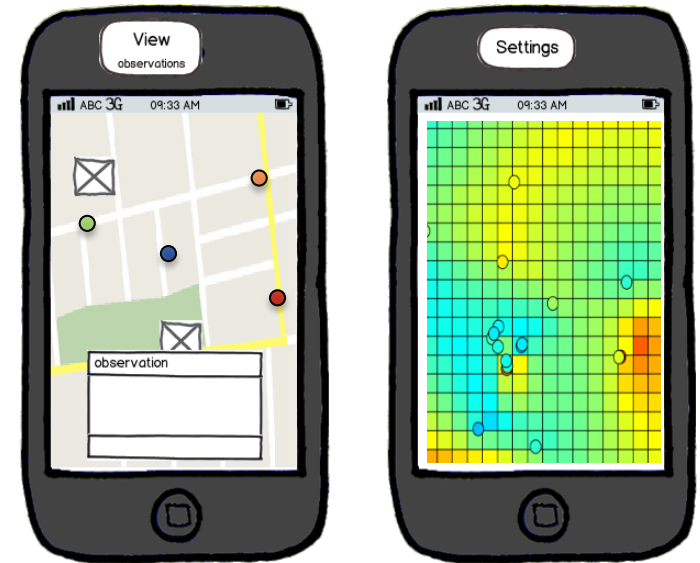 View
observations
ABC 3G 09:33 AM
observation
Settings
ABC 3G 09:33 AM